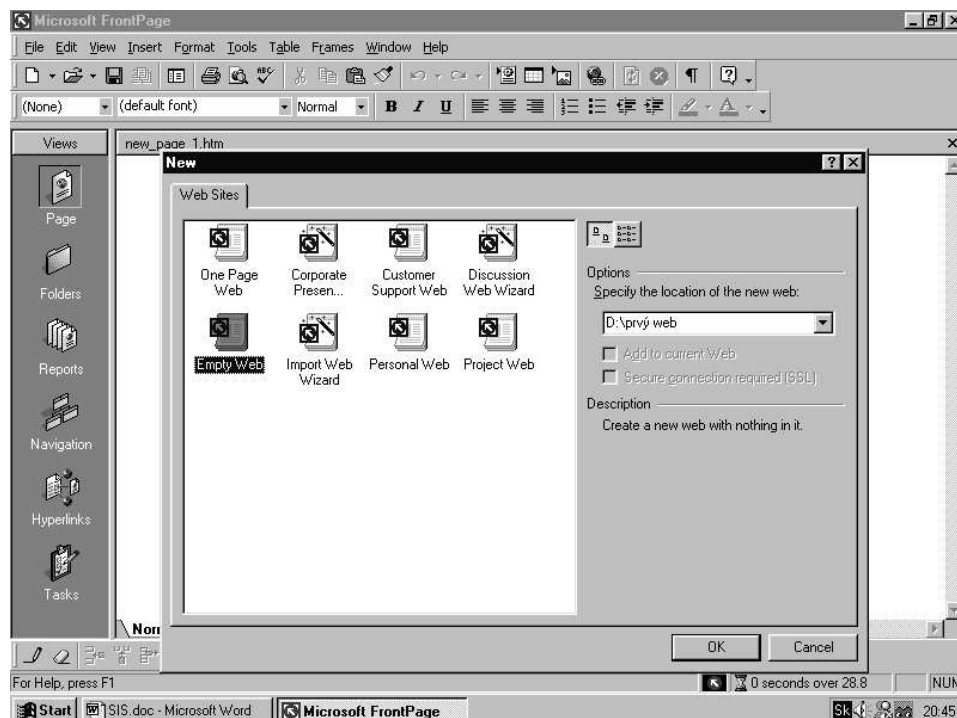 Microsoft FrontPage
File Edit View Insert Format Tools Table Frames Window Help
ABC
(None) (default font) Normal B I U A
Views new_page_1.htm
New
Web Sites
Page
Folders
Reports
Navigation
Hyperlinks
Tasks
One Page Web
Corporate Presen...
Customer Support Web
Discussion Web Wizard
Empty Web
Import Web Wizard
Personal Web
Project Web
Options
Specify the location of the new web:
D:\prvý web
Add to current Web
Secure connection required (SSL)
Description
Create a new web with nothing in it.
OK Cancel
For Help, press F1 0 seconds over 28.8 NUM
Start SIS.doc - Microsoft Word Microsoft FrontPage Sk 20:45